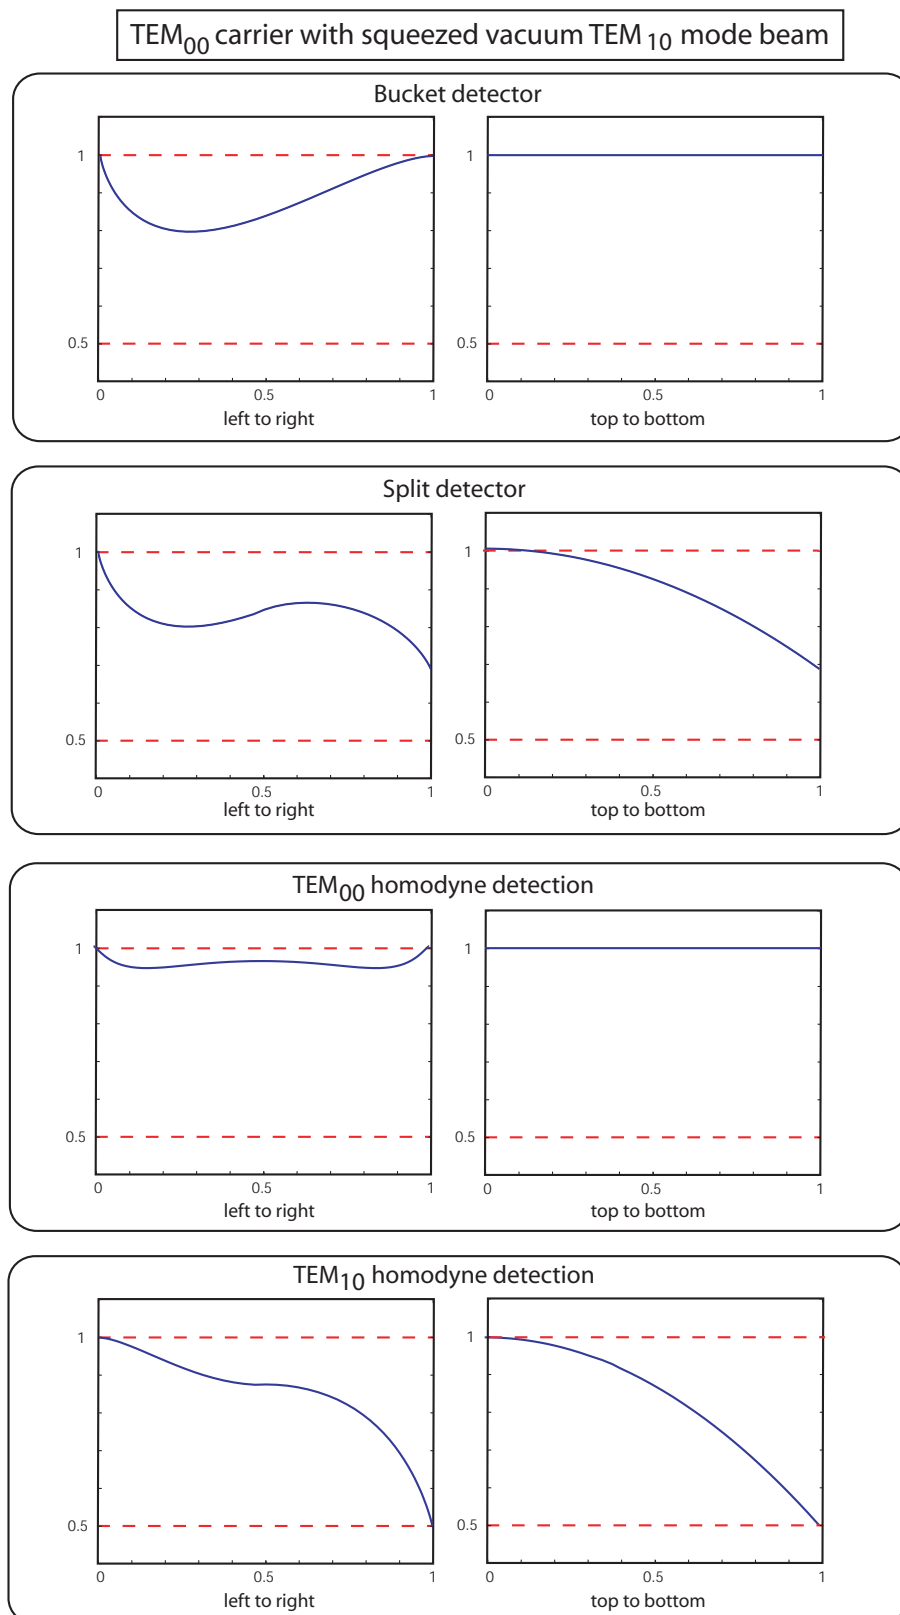 TEM00 carrier with squeezed vacuum TEM10 mode beam
Bucket detector
1
0.5
0 0.5 1
left to right
1
0.5
0 0.5 1
top to bottom
Split detector
1
0.5
0 0.5 1
left to right
1
0.5
0 0.5 1
top to bottom
TEM00 homodyne detection
1
0.5
0 0.5 1
left to right
1
0.5
0 0.5 1
top to bottom
TEM10 homodyne detection
1
0.5
0 0.5 1
left to right
1
0.5
0 0.5 1
top to bottom